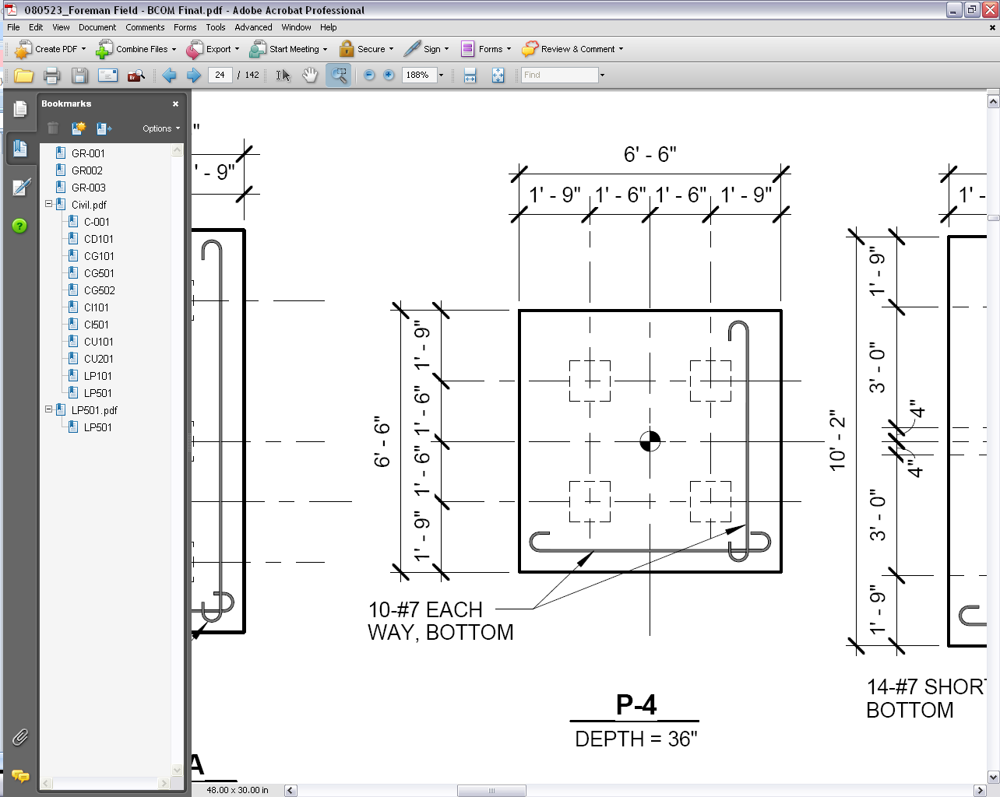 080523_Foreman Field - BCOM Final.pdf - Adobe Acrobat Professional
File Edit View Document Comments Forms Tools Advanced Window Help
Create PDF Combine Files Export Start Meeting Secure Sign Forms Review & Comment
24 / 142 188% Find
Bookmarks
Options
GR-001
GR002
GR-003
Civil.pdf
C-001
CD101
CG101
CG501
CG502
CI101
CI501
CU101
CU201
LP101
LP501
LP501.pdf
LP501
"
' - 9"
A
6' - 6"
1' - 9" 1' - 6" 1' - 6" 1' - 9"
6' - 6"
1' - 9"
1' - 6"
1' - 6"
1' - 9"
10-#7 EACH
WAY, BOTTOM
P-4
DEPTH = 36"
1' -
10' - 2"
1' - 9"
3' - 0"
4"
4"
3' - 0"
1' - 9"
14-#7 SHORT
BOTTOM
48.00 x 30.00 in